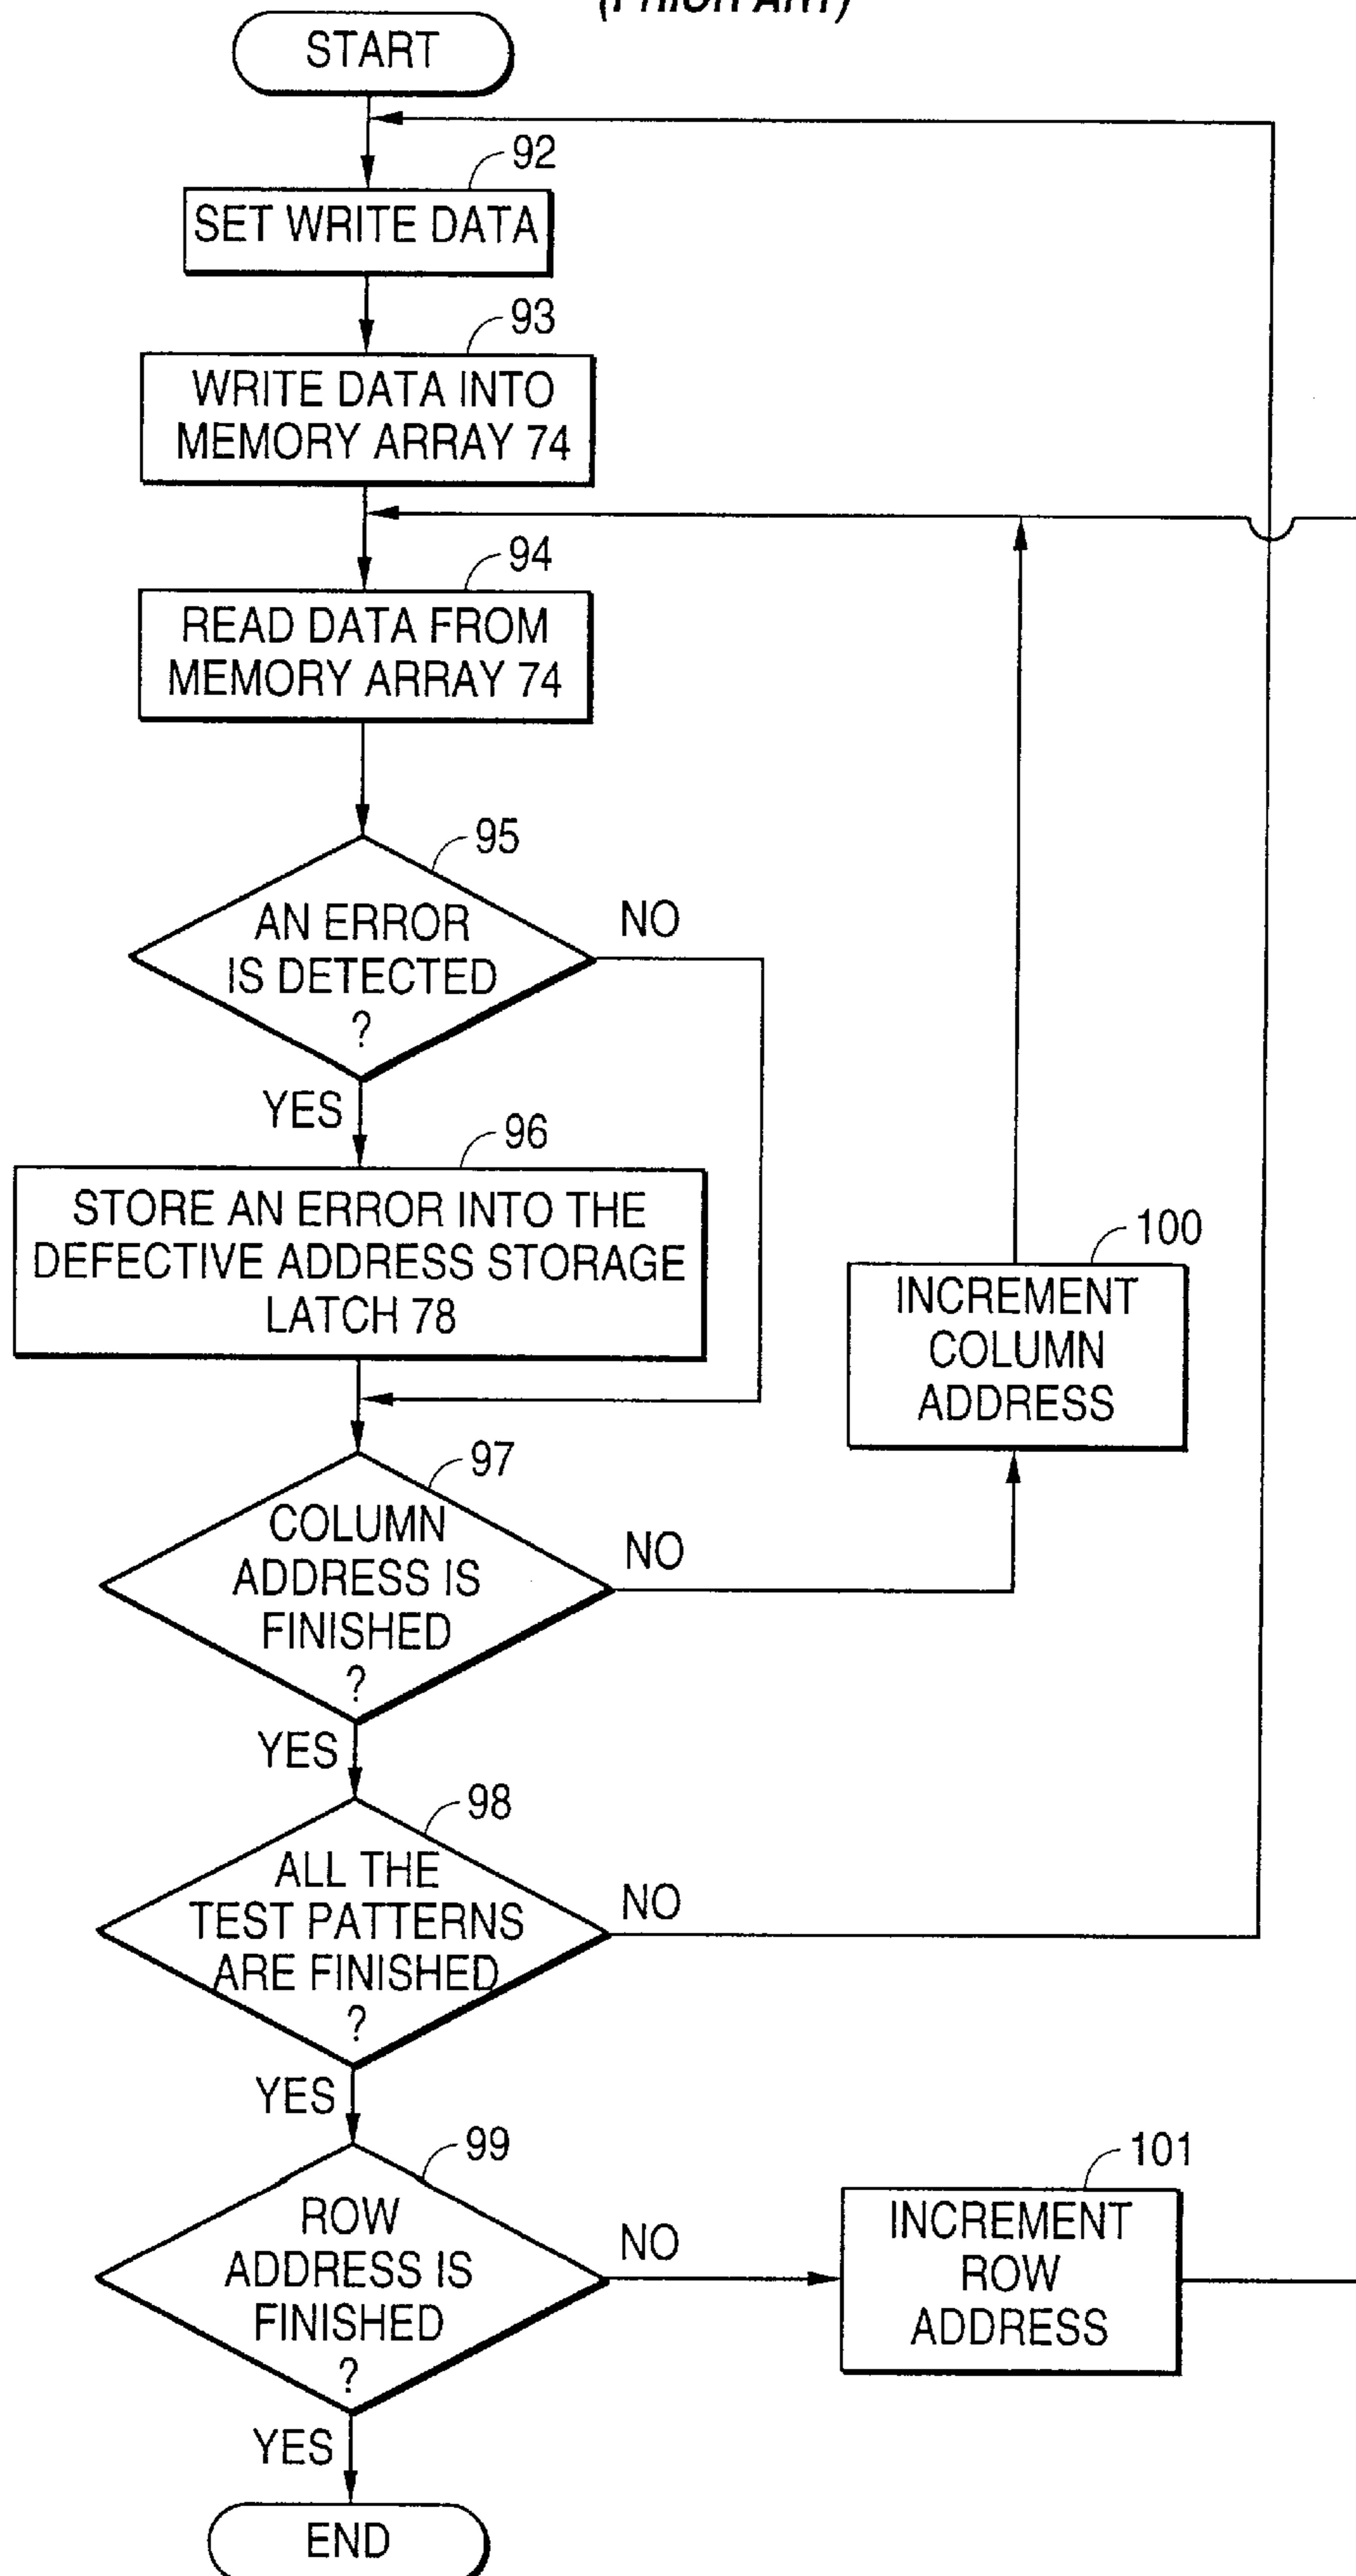 (PRIOR ART)
START
92
SET WRITE DATA
93
WRITE DATA INTO
MEMORY ARRAY 74
94
READ DATA FROM
MEMORY ARRAY 74
95
AN ERROR
IS DETECTED
?
NO
YES
96
STORE AN ERROR INTO THE
DEFECTIVE ADDRESS STORAGE
LATCH 78
100
INCREMENT
COLUMN
ADDRESS
97
COLUMN
ADDRESS IS
FINISHED
?
NO
YES
98
ALL THE
TEST PATTERNS
ARE FINISHED
?
NO
YES
99
ROW
ADDRESS IS
FINISHED
?
NO
101
INCREMENT
ROW
ADDRESS
YES
END